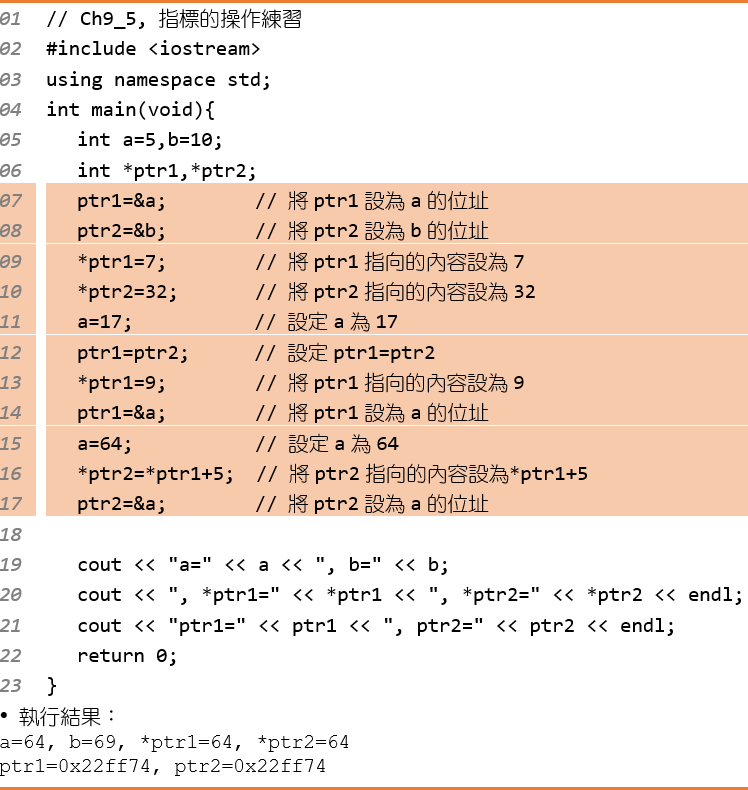 01 // Ch9_5, 指標的操作練習
02 #include <iostream>
03 using namespace std;
04 int main(void){
05 int a=5,b=10;
06 int *ptr1,*ptr2;
07 ptr1=&a; // 將 ptr1 設為 a 的位址
08 ptr2=&b; // 將 ptr2 設為 b 的位址
09 *ptr1=7; // 將 ptr1 指向的內容設為 7
10 *ptr2=32; // 將 ptr2 指向的內容設為 32
11 a=17; // 設定 a 為 17
12 ptr1=ptr2; // 設定 ptr1=ptr2
13 *ptr1=9; // 將 ptr1 指向的內容設為 9
14 ptr1=&a; // 將 ptr1 設為 a 的位址
15 a=64; // 設定 a 為 64
16 *ptr2=*ptr1+5; // 將 ptr2 指向的內容設為*ptr1+5
17 ptr2=&a; // 將 ptr2 設為 a 的位址
18
19 cout << "a=" << a << ", b=" << b;
20 cout << ", *ptr1=" << *ptr1 << ", *ptr2=" << *ptr2 << endl;
21 cout << "ptr1=" << ptr1 << ", ptr2=" << ptr2 << endl;
22 return 0;
23 }
• 執行結果：
a=64, b=69, *ptr1=64, *ptr2=64
ptr1=0x22ff74, ptr2=0x22ff74